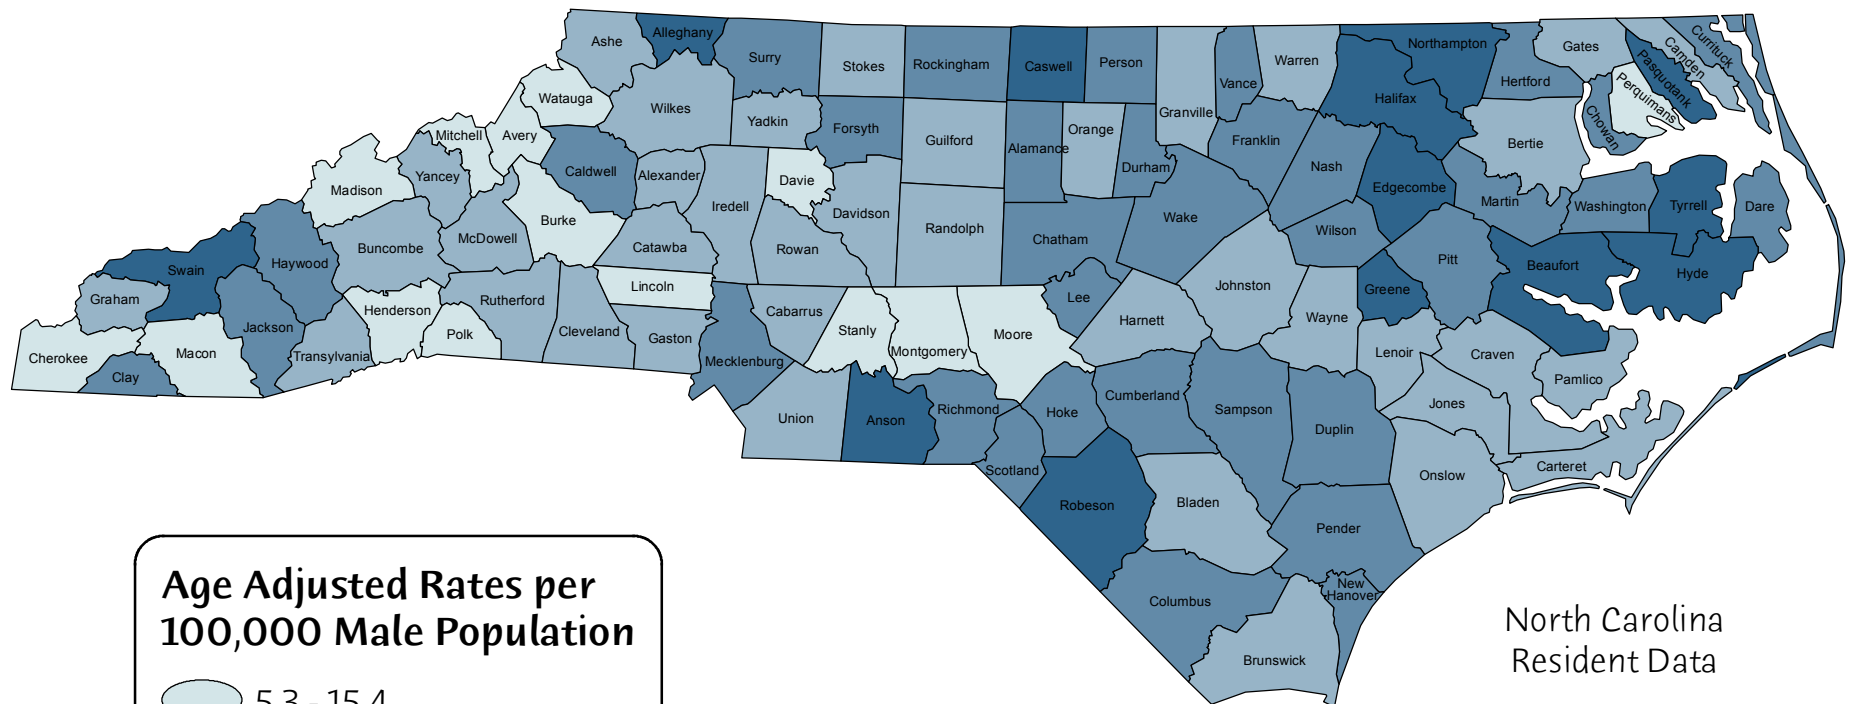 Ashe
Alleghany
Surry
Stokes
Rockingham
Caswell
Person
Granville
Vance
Warren
Northampton
Halifax
Hertford
Gates
Camden
Currituck
Pasquotank
Perquimans
Chowan
Bertie
Watauga
Wilkes
Yadkin
Forsyth
Guilford
Alamance
Orange
Durham
Franklin
Nash
Edgecombe
Martin
Washington
Tyrrell
Dare
Mitchell
Avery
Caldwell
Alexander
Iredell
Davie
Davidson
Randolph
Chatham
Wake
Wilson
Pitt
Beaufort
Hyde
Madison
Yancey
Burke
McDowell
Buncombe
Catawba
Rowan
Swain
Haywood
Graham
Jackson
Henderson
Rutherford
Cleveland
Lincoln
Gaston
Cabarrus
Stanly
Montgomery
Moore
Lee
Harnett
Johnston
Wayne
Greene
Lenoir
Craven
Pamlico
Cherokee
Clay
Macon
Transylvania
Polk
Mecklenburg
Union
Anson
Richmond
Hoke
Scotland
Cumberland
Sampson
Duplin
Jones
Onslow
Carteret
Robeson
Bladen
Pender
Columbus
New
Hanover
Brunswick
Age Adjusted Rates per
100,000 Male Population
5.3 - 15.4
North Carolina
Resident Data